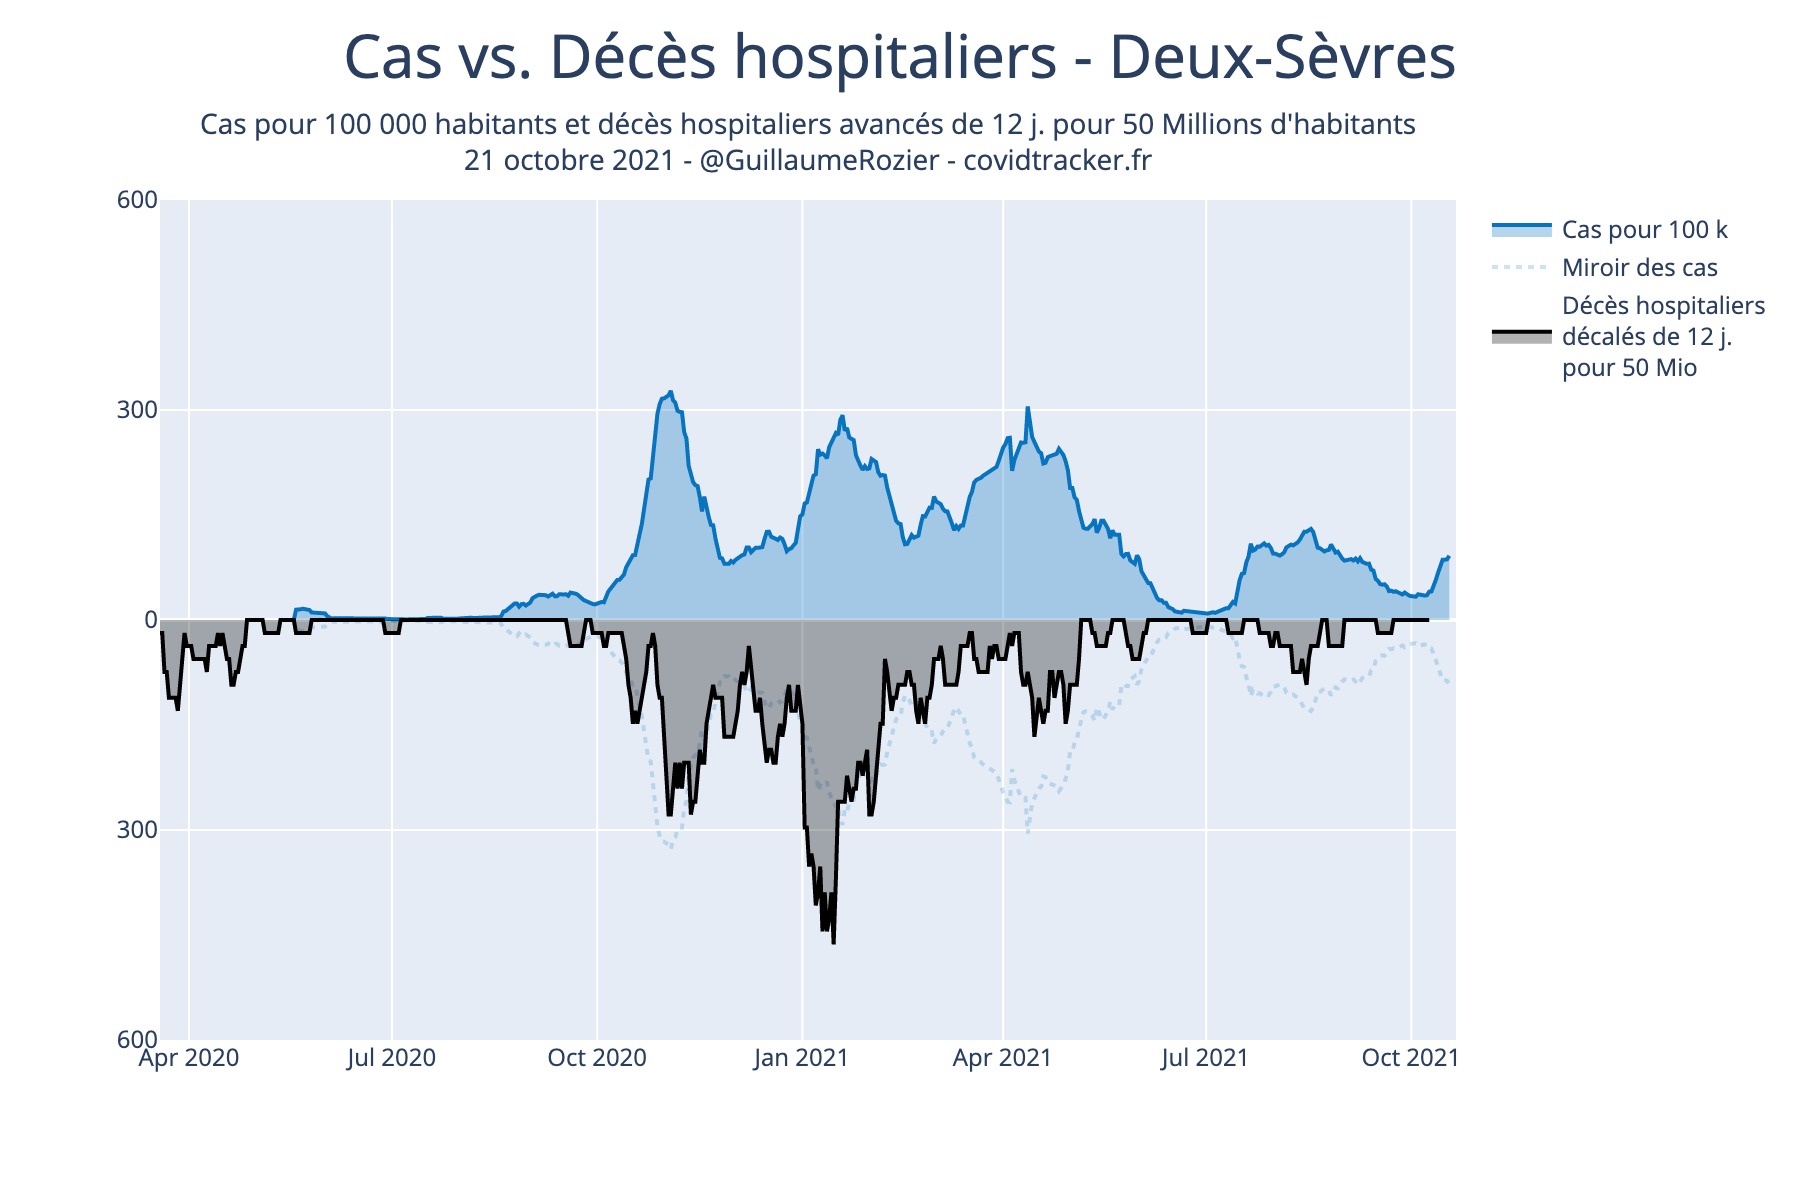 Cas vs. Décès hospitaliers - Deux-Sèvres
Cas pour 100 000 habitants et décès hospitaliers avancés de 12 j. pour 50 Millions d'habitants
21 octobre 2021 - @GuillaumeRozier - covidtracker.fr
600
300
0
300
600
Apr 2020
Jul 2020
Oct 2020
Jan 2021
Apr 2021
Jul 2021
Oct 2021
Cas pour 100 k
Miroir des cas
Décès hospitaliers
décalés de 12 j.
pour 50 Mio